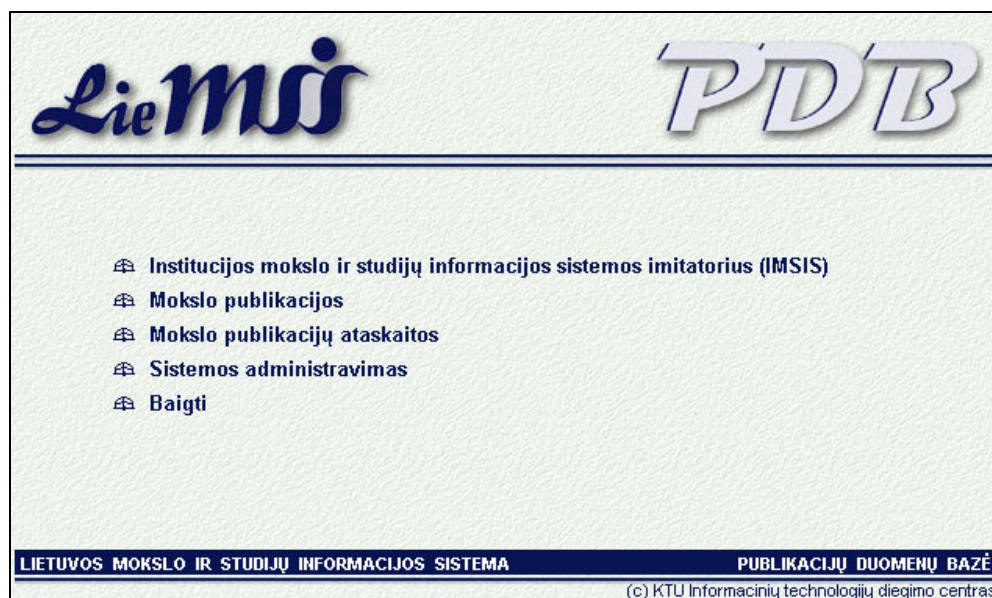 LieMSIS PDB
Institucijos mokslo ir studijų informacijos sistemos imitatorius (IMSIS)
Mokslo publikacijos
Mokslo publikacijų ataskaitos
Sistemos administravimas
Baigti
LIETUVOS MOKSLO IR STUDIJŲ INFORMACIJOS SISTEMA PUBLIKACIJŲ DUOMENŲ BAZĖ
(c) KTU Informacinių technologijų diegimo centras